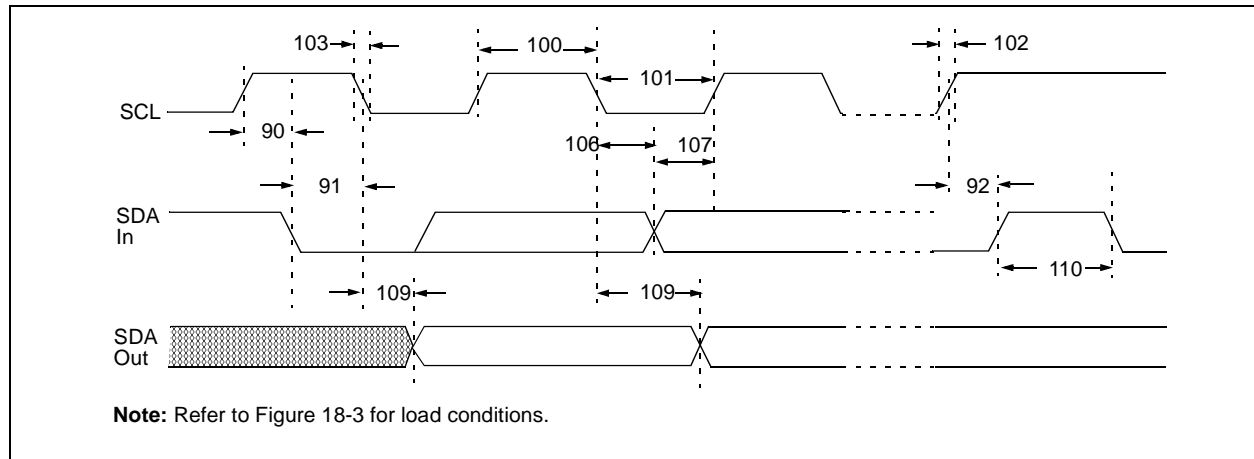 103
100
102
101
SCL
90
106
107
91
92
SDA
In
110
109
109
SDA
Out
Note: Refer to Figure 18-3 for load conditions.